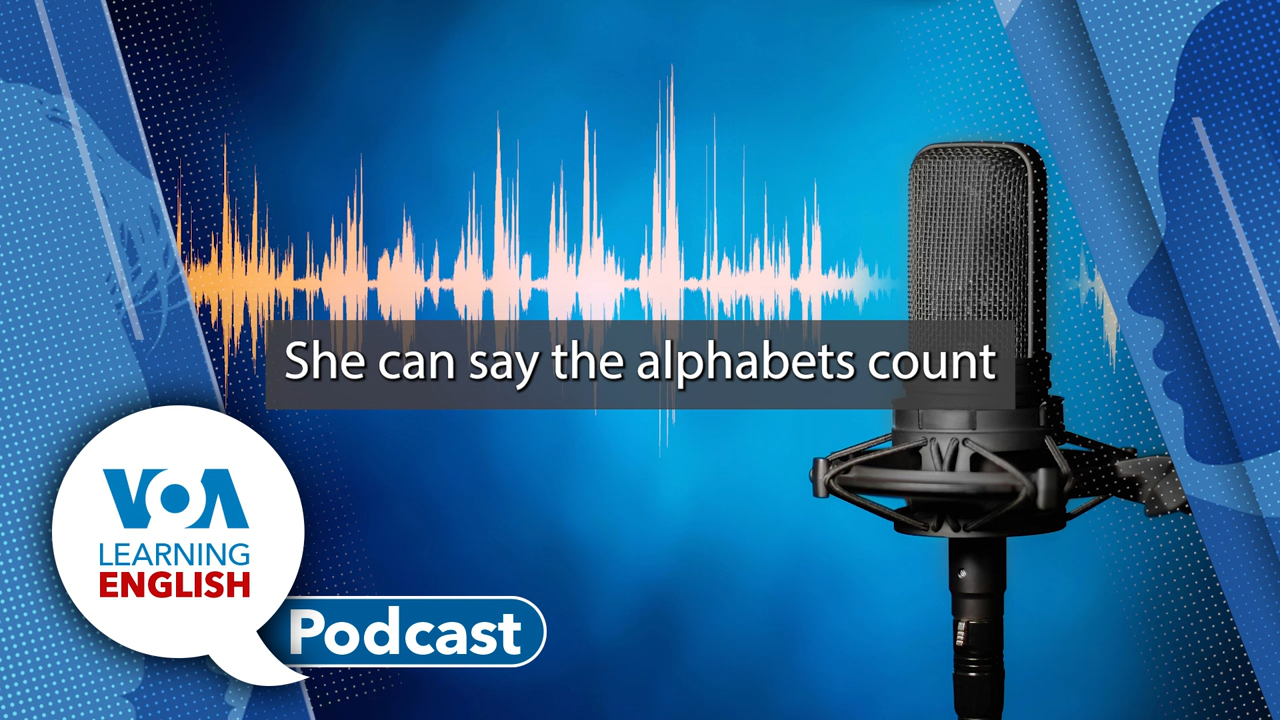 She can say the alphabets count
VOA
LEARNING
ENGLISH
Podcast